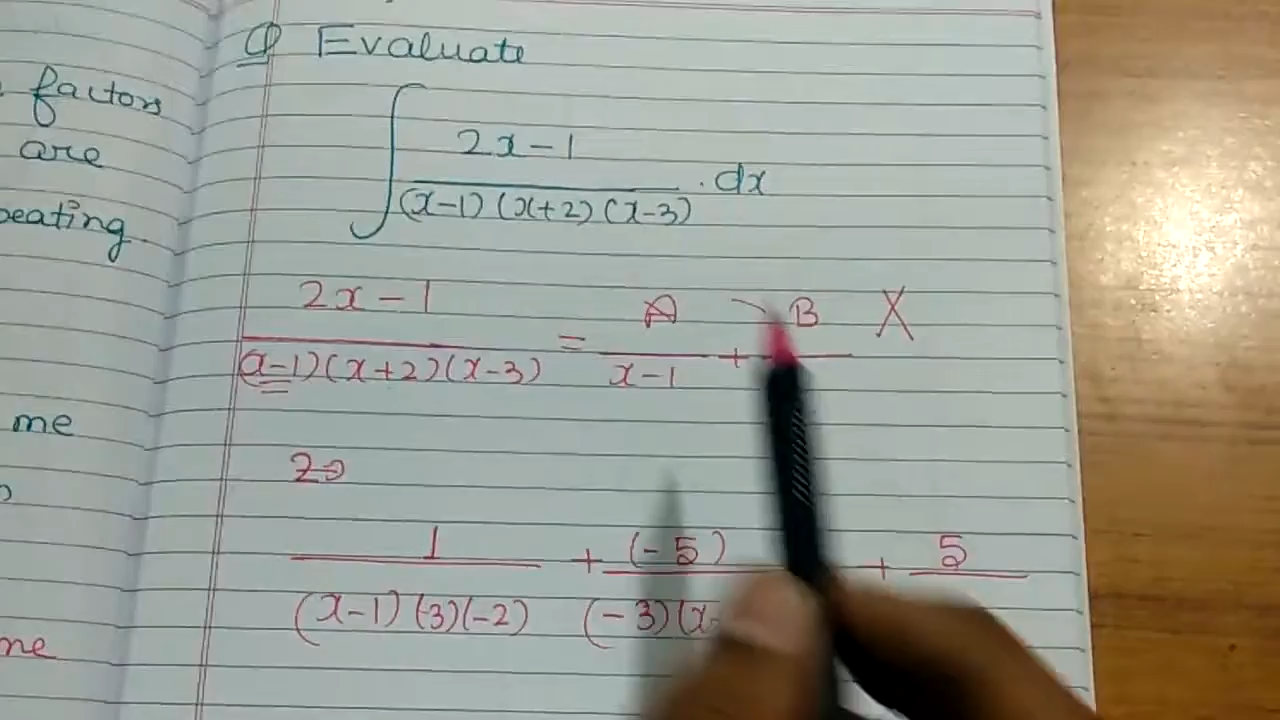 factors
are
peating
me
me
Q Evaluate
∫ 2x-1
(x-1)(x+2)(x-3) .dx
2x-1 A B X
(x-1)(x+2)(x-3) = x-1 +
1 + (-5) + 5
(x-1)(3)(-2) (-3)(x